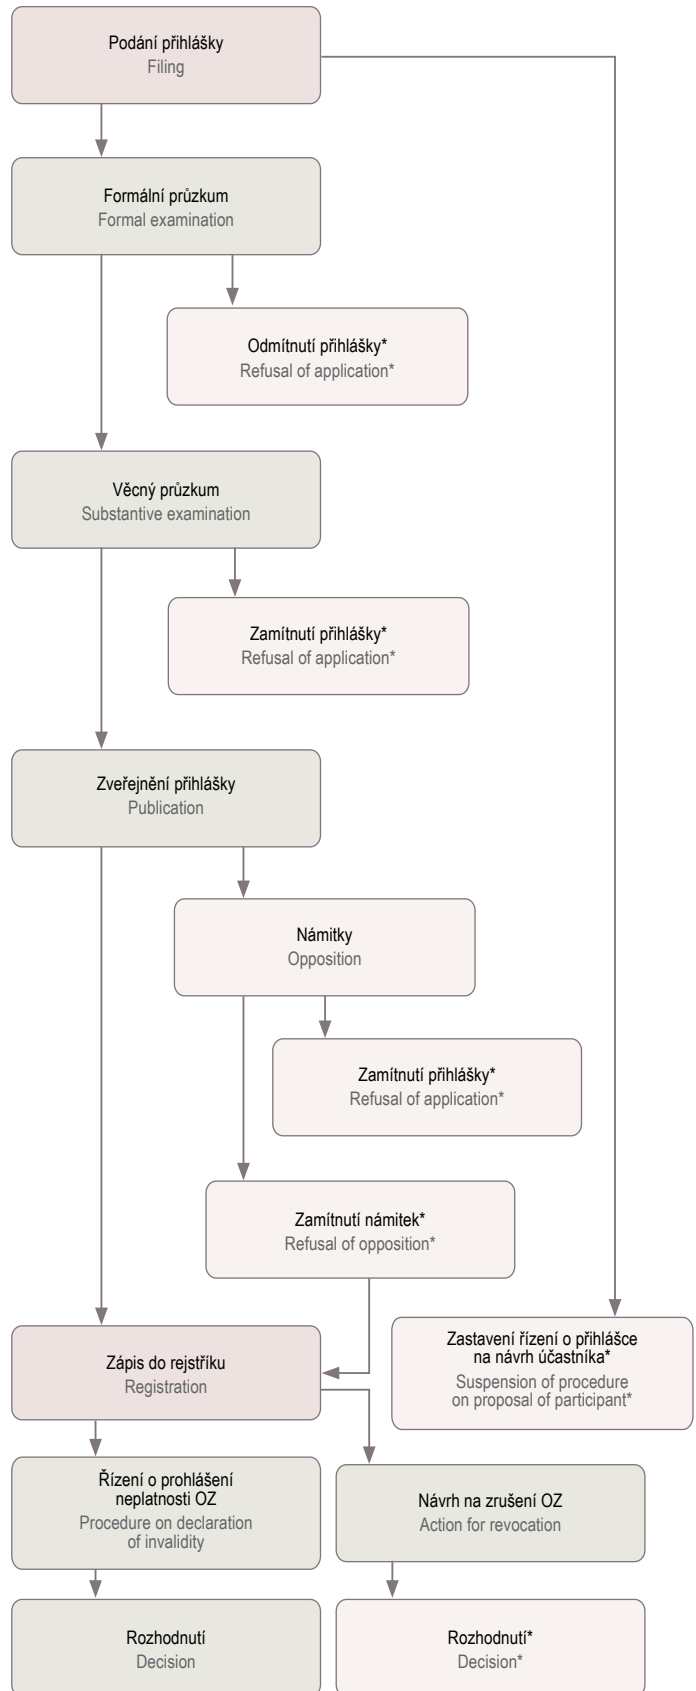 Podání přihlášky
Filing
Formální průzkum
Formal examination
Odmítnutí přihlášky*
Refusal of application*
Věcný průzkum
Substantive examination
Zamítnutí přihlášky*
Refusal of application*
Zveřejnění přihlášky
Publication
Námitky
Opposition
Zamítnutí přihlášky*
Refusal of application*
Zamítnutí námitek*
Refusal of opposition*
Zápis do rejstříku
Registration
Zastavení řízení o přihlášce
na návrh účastníka*
Suspension of procedure
on proposal of participant*
Řízení o prohlášení
neplatnosti OZ
Procedure on declaration
of invalidity
Návrh na zrušení OZ
Action for revocation
Rozhodnutí
Decision
Rozhodnutí*
Decision*